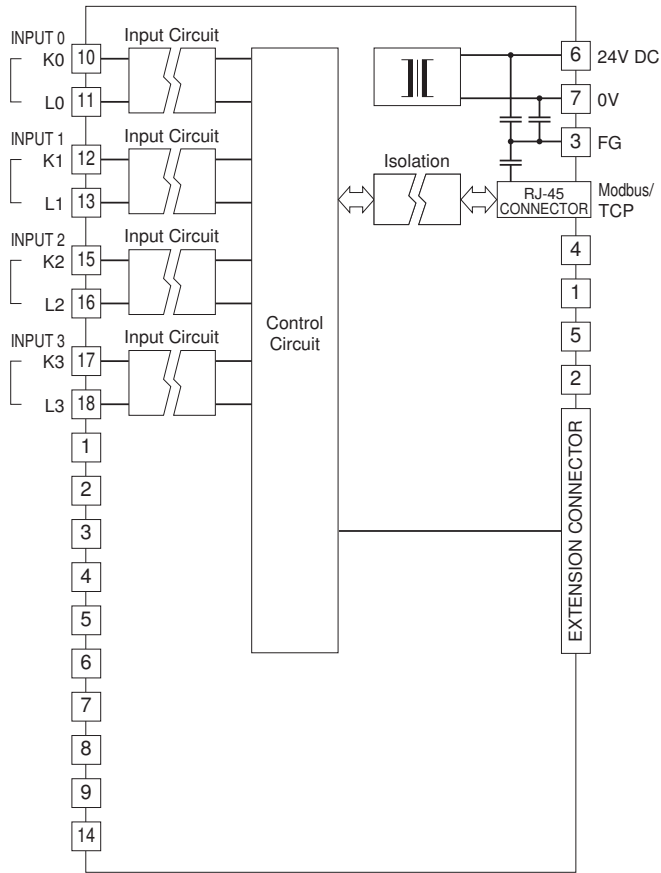 INPUT 0
Input Circuit
K0 10
L0 11
INPUT 1
Input Circuit
K1 12
L1 13
INPUT 2
Input Circuit
K2 15
L2 16
INPUT 3
Input Circuit
K3 17
L3 18
1
2
3
4
5
6
7
8
9
14
Control
Circuit
Isolation
6 24V DC
7 0V
3 FG
RJ-45
CONNECTOR
Modbus/
TCP
4
1
5
2
EXTENSION CONNECTOR